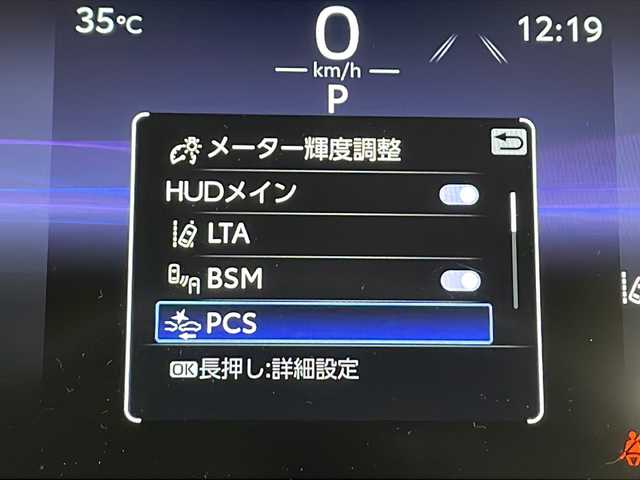 35℃
0
12:19
km/h
P
メーター輝度調整
HUDメイン
LTA
BSM
PCS
OK長押し:詳細設定